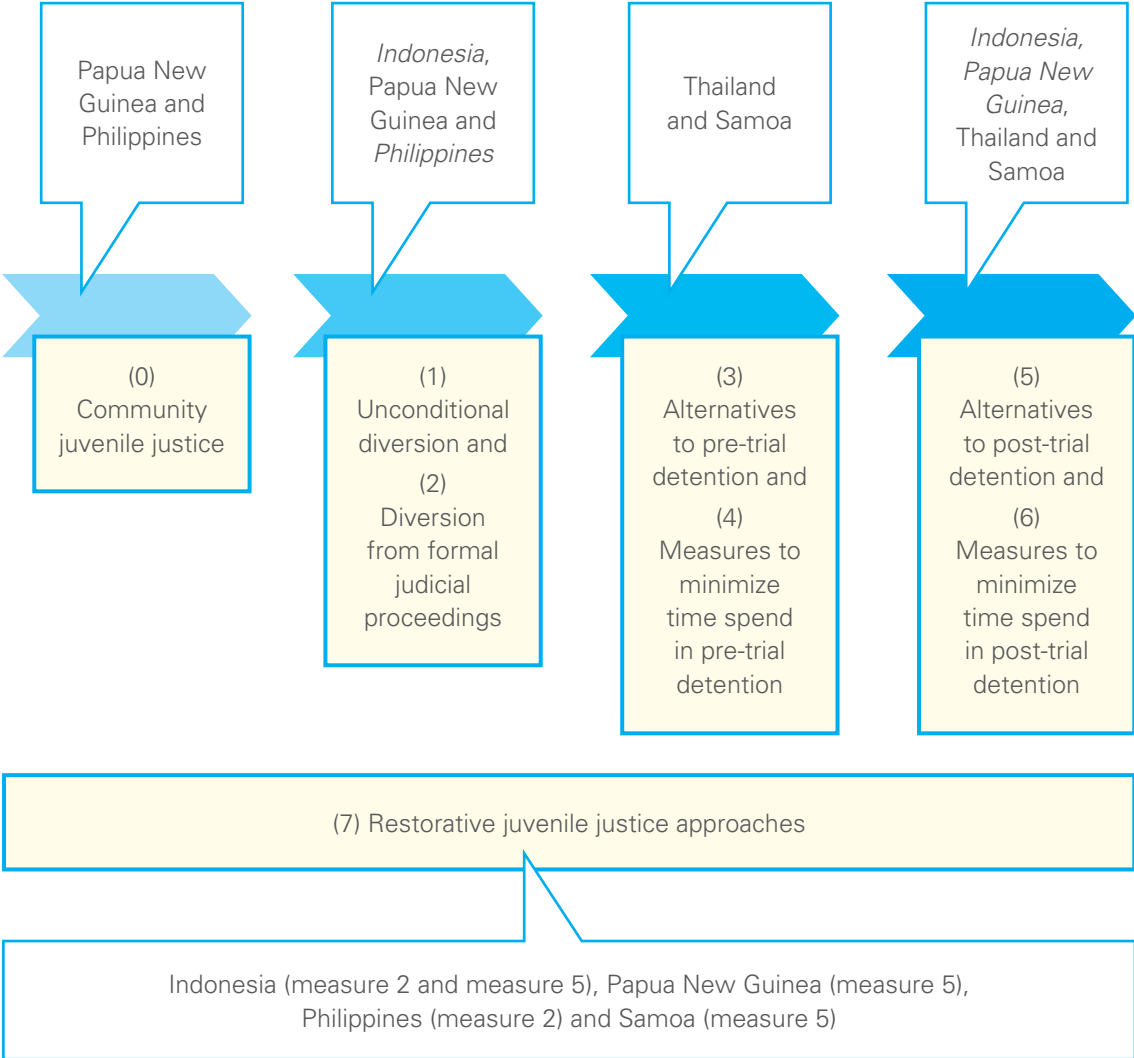 Papua New
Guinea and
Philippines
Indonesia,
Papua New
Guinea and
Philippines
Thailand
and Samoa
Indonesia,
Papua New
Guinea,
Thailand and
Samoa
(0)
Community
juvenile justice
(1)
Unconditional
diversion and
(2)
Diversion
from formal
judicial
proceedings
(3)
Alternatives
to pre-trial
detention and
(4)
Measures to
minimize
time spend
in pre-trial
detention
(5)
Alternatives
to post-trial
detention and
(6)
Measures to
minimize
time spend
in post-trial
detention
(7) Restorative juvenile justice approaches
Indonesia (measure 2 and measure 5), Papua New Guinea (measure 5),
Philippines (measure 2) and Samoa (measure 5)